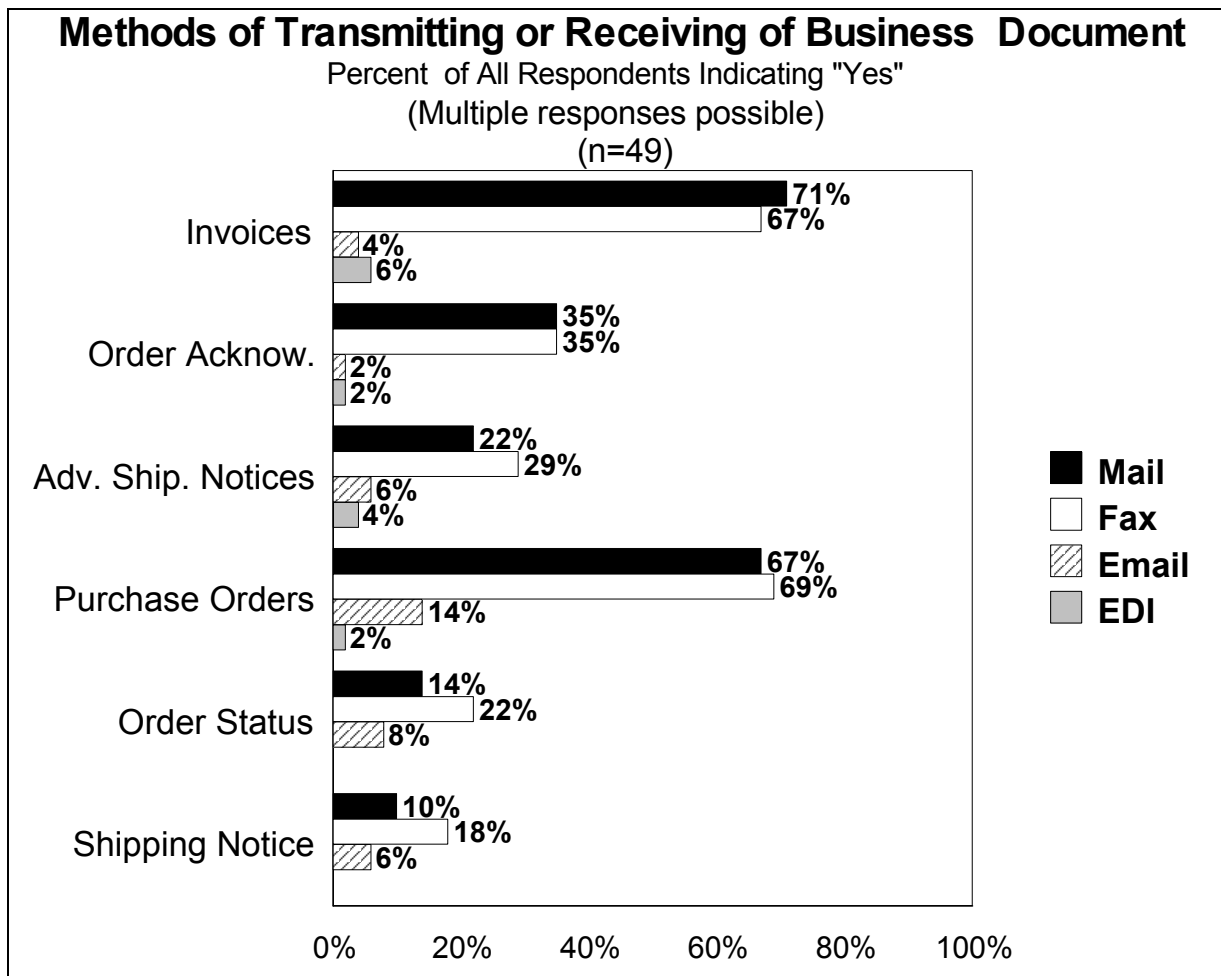 Methods of Transmitting or Receiving of Business Document
Percent of All Respondents Indicating "Yes"
(Multiple responses possible)
(n=49)
Invoices
71%
67%
4%
6%
Order Acknow.
35%
35%
2%
2%
Adv. Ship. Notices
22%
29%
6%
4%
Purchase Orders
67%
69%
14%
2%
Order Status
14%
22%
8%
Shipping Notice
10%
18%
6%
0% 20% 40% 60% 80% 100%
Mail
Fax
Email
EDI